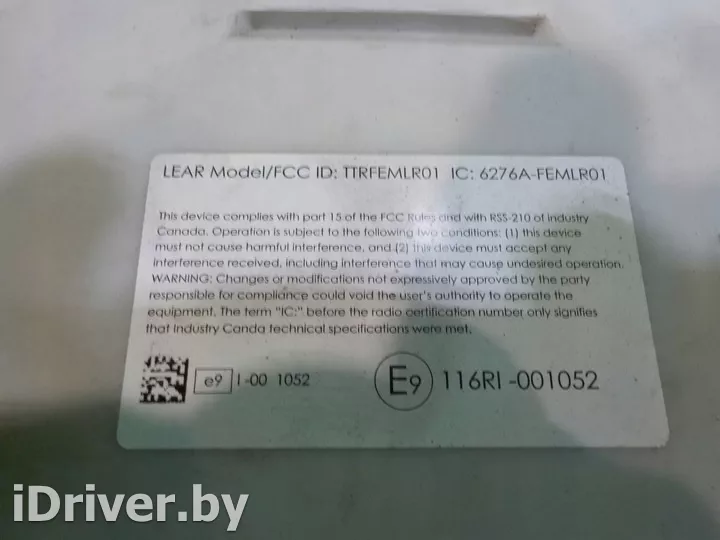 LEAR Model/FCC ID: TTRFEMLR01 IC: 6276A-FEMLR01
This device complies with part 15 of the FCC Rules and with RSS-210 of Industry
Canada. Operation is subject to the following two conditions: (1) this device
must not cause harmful interference, and (2) this device must accept any
interference received, including interference that may cause undesired operation.
WARNING: Changes or modifications not expressively approved by the party
responsible for compliance could void the user's authority to operate the
equipment. The term "IC:" before the radio certification number only signifies
that Industry Canda technical specifications were met.
e9 1-00 1052 E9 116RI-001052
iDriver.by